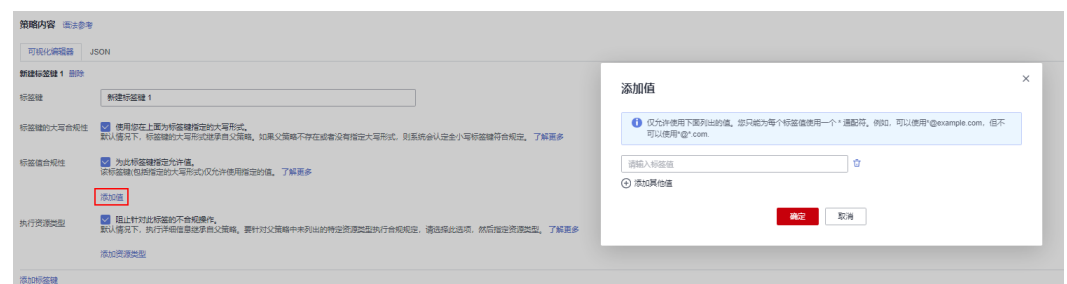 策略内容 语法参考
可视化编辑器 JSON
新建标签键 1 删除
标签键 新建标签键 1
标签键的大写合规性 使用您在上面为标签键指定的大写形式。
默认情况下，标签键的大写形式继承自父策略。如果父策略不存在或者没有指定大写形式，则系统会认定全小写标签键符合规定。 了解更多
标签值合规性 为此标签键指定允许值。
该标签键(包括指定的大写形式)仅允许使用指定的值。 了解更多
添加值
执行资源类型 阻止针对此标签的不合规操作。
默认情况下，执行详细信息继承自父策略。要针对父策略中未列出的特定资源类型执行合规规定，请选择此选项，然后指定资源类型。 了解更多
添加资源类型
添加标签键
添加值
仅允许使用下面列出的值。您只能为每个标签值使用一个 * 通配符。例如，可以使用*@example.com，但不
可以使用*@*.com.
请输入标签值
添加其他值
确定 取消